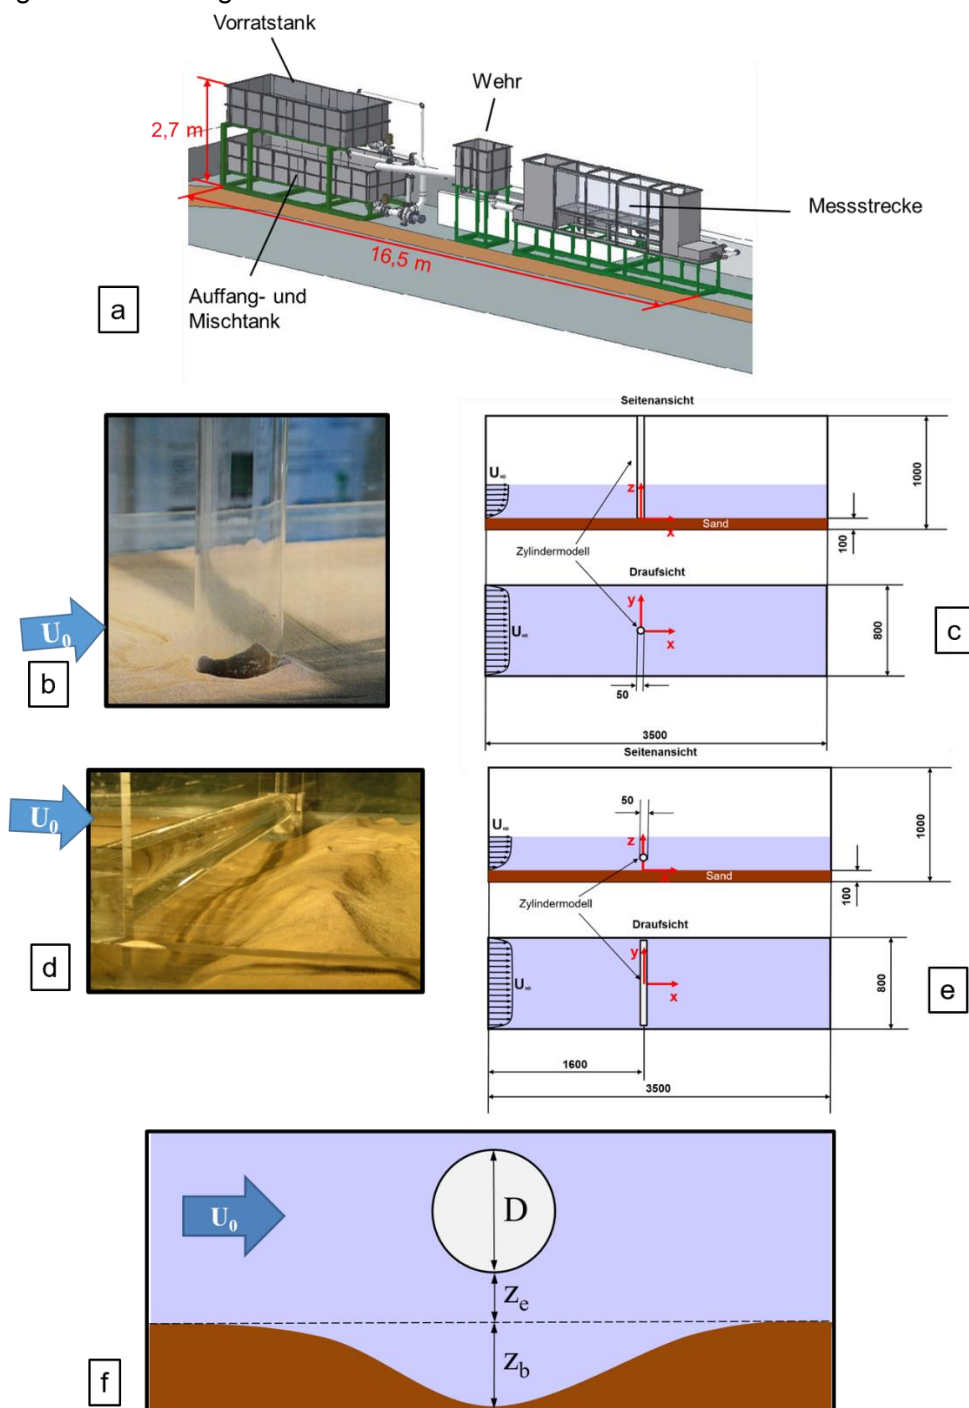 Vorratstank
Wehr
2,7 m
Messstrecke
16,5 m
Auffang- und
Mischtank
a
Seitenansicht
U∞
z
x
Sand
1000
100
Zylindermodell
Draufsicht
y
U∞
x
800
50
3500
c
U₀
b
Seitenansicht
50
U∞
z
Sand
1000
100
Zylindermodell
Draufsicht
y
U∞
x
800
1600
3500
e
U₀
d
U₀
D
zₑ
z_b
f